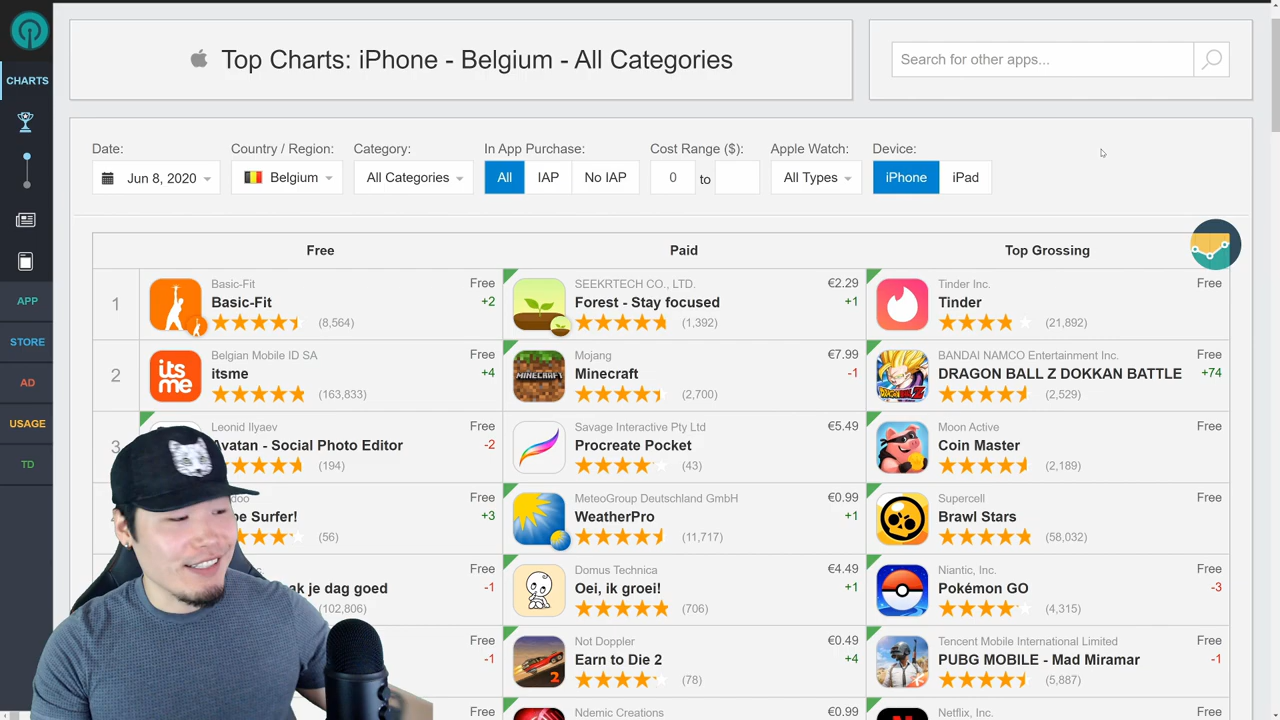 Top Charts: iPhone - Belgium - All Categories
Search for other apps...
CHARTS
APP
STORE
AD
USAGE
TD
Date: Country / Region: Category: In App Purchase: Cost Range ($): Apple Watch: Device:
Jun 8, 2020 Belgium All Categories All IAP No IAP 0 to All Types iPhone iPad
Free Paid Top Grossing
1
Basic-Fit Free
Basic-Fit +2
(8,564)
SEEKRTECH CO., LTD. €2.29
Forest - Stay focused +1
(1,392)
Tinder Inc. Free
Tinder
(21,892)
2
itsme
Belgian Mobile ID SA Free
itsme +4
(163,833)
Mojang €7.99
MINECRAFT
Minecraft -1
(2,700)
BANDAI NAMCO Entertainment Inc. Free
DRAGON BALL Z DOKKAN BATTLE +74
(2,529)
3
Leonid Ilyaev Free
Avatan - Social Photo Editor -2
(194)
Savage Interactive Pty Ltd €5.49
Procreate Pocket
(43)
Moon Active Free
Coin Master
(2,189)
doo Free
Surfer! +3
(56)
MeteoGroup Deutschland GmbH €0.99
WeatherPro +1
(11,717)
Supercell Free
Brawl Stars
(58,032)
Free
ak je dag goed -1
(102,806)
Domus Technica €4.49
Oei, ik groei! +1
(706)
Niantic, Inc. Free
Pokémon GO -3
(4,315)
Free
-1
Not Doppler €0.49
Earn to Die 2 +4
2
(78)
Tencent Mobile International Limited Free
PUBG MOBILE - Mad Miramar -1
(5,887)
Free
Ndemic Creations €0.99
Netflix, Inc. Free